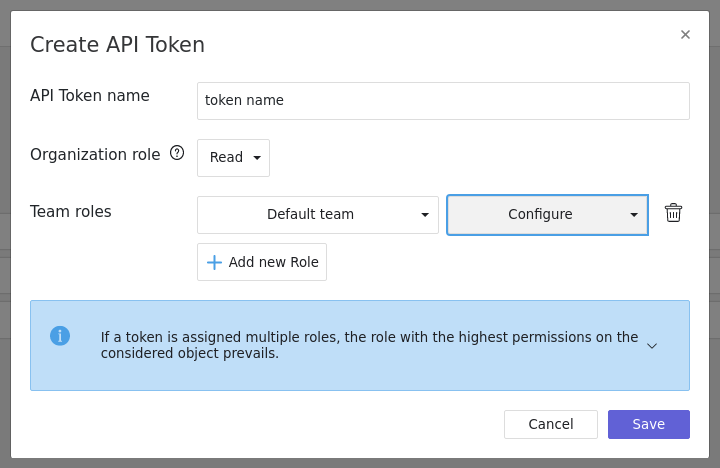 Create API Token
API Token name
token name
Organization role
Read
Team roles
Default team
Configure
Add new Role
If a token is assigned multiple roles, the role with the highest permissions on the
considered object prevails.
Cancel
Save